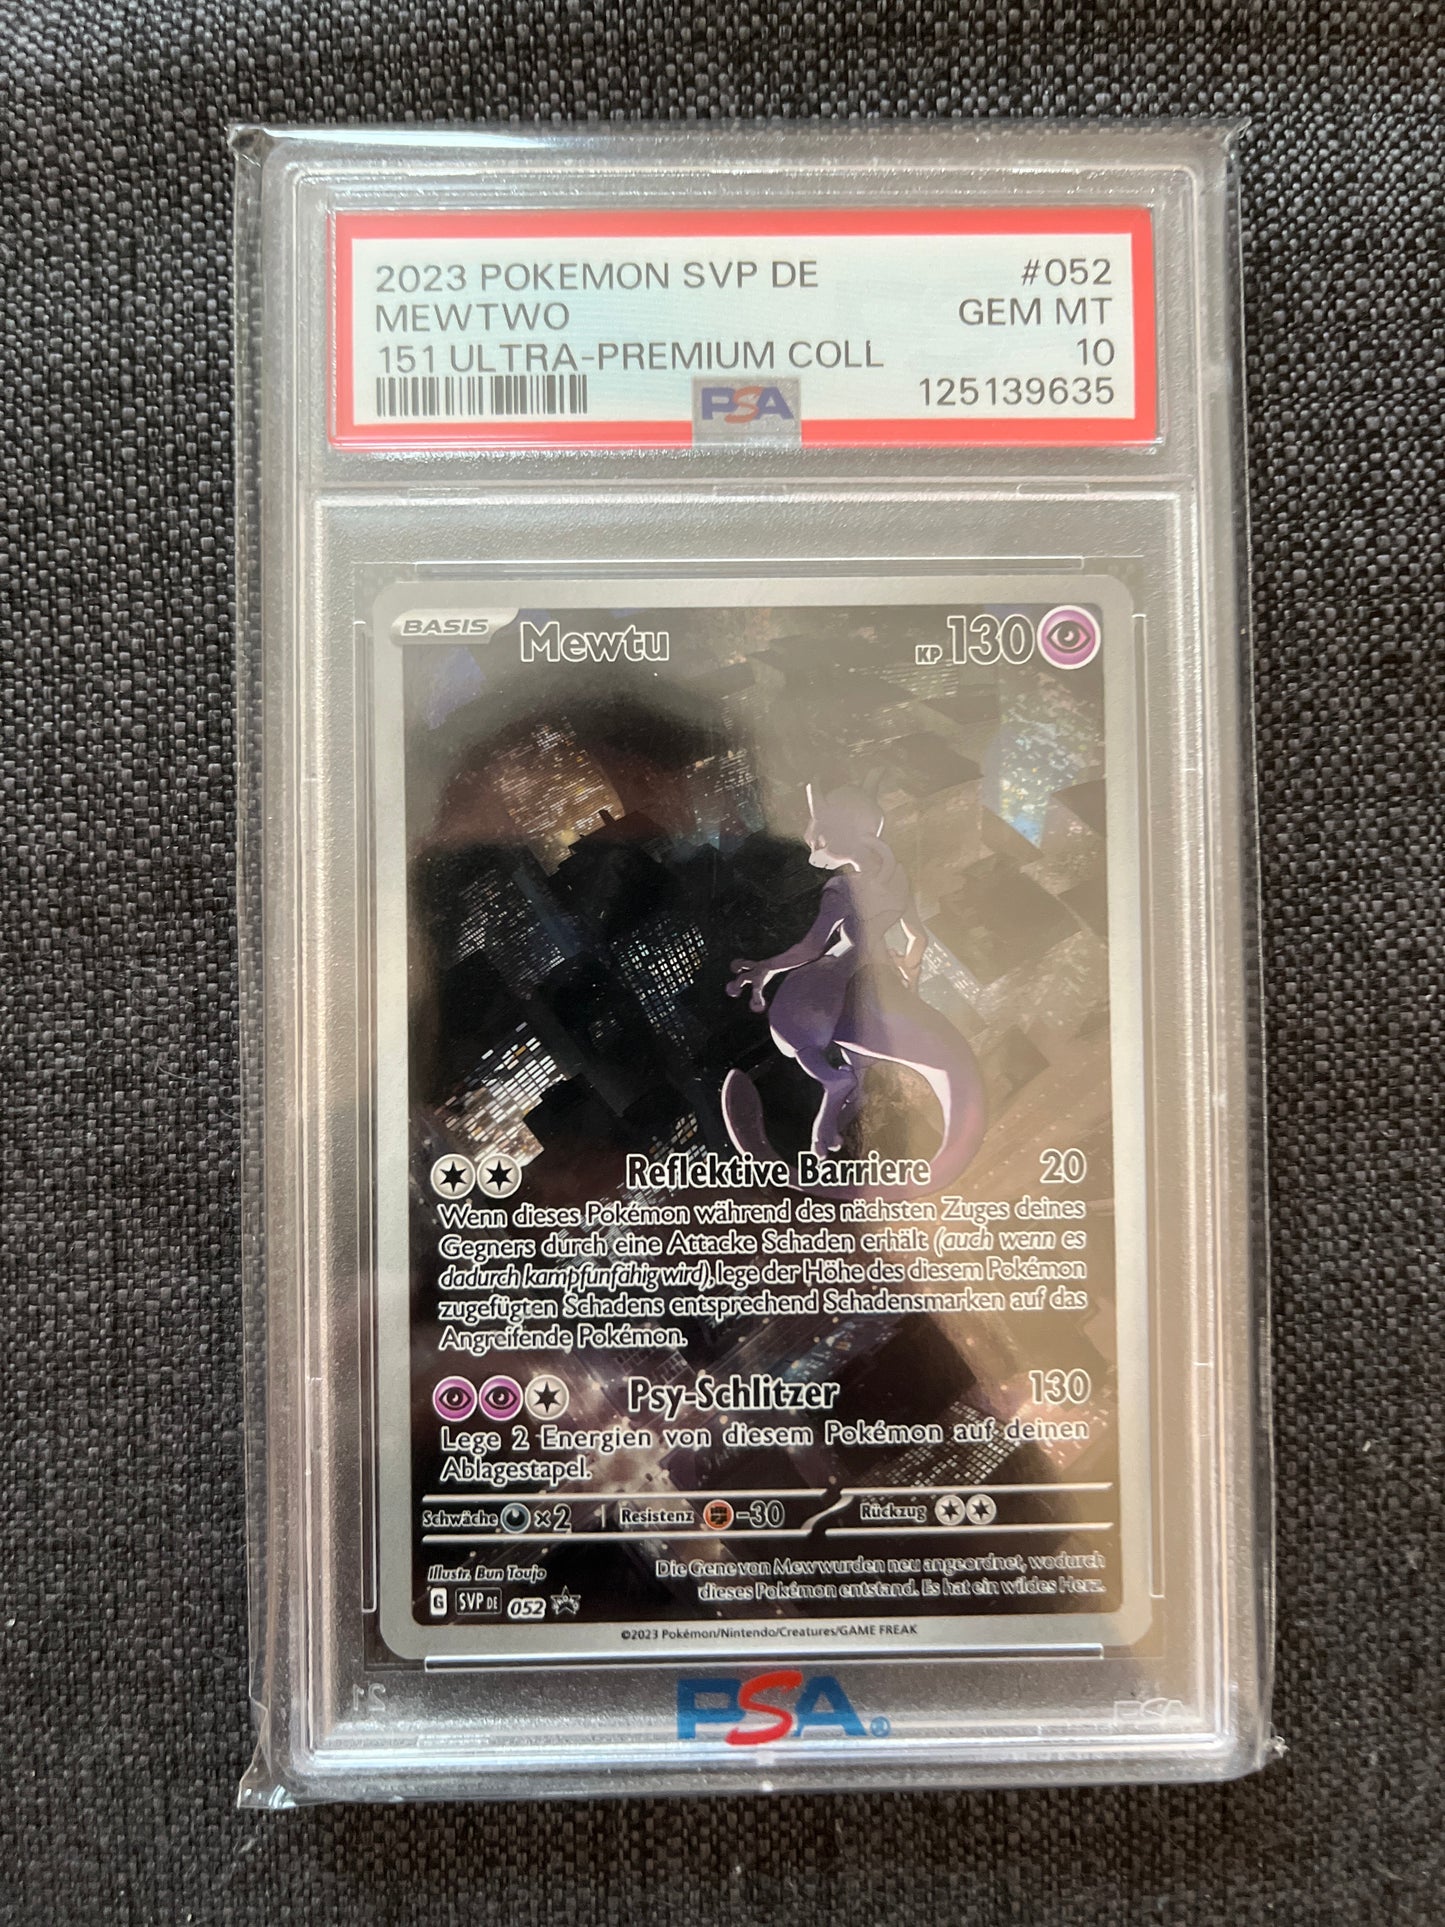 2023 POKEMON SVP DE #052
MEWTWO GEM MT
151 ULTRA-PREMIUM COLL 10
PSA 125139635
BASIS Mewtu KP 130
Reflektive Barriere 20
Wenn dieses Pokémon während des nächsten Zuges deines
Gegners durch eine Attacke Schaden erhält (auch wenn es
dadurch kampfunfähig wird), lege der Höhe des diesem Pokémon
zugefügten Schadens entsprechend Schadensmarken auf das
Angreifende Pokémon.
Psy-Schlitzer 130
Lege 2 Energien von diesem Pokémon auf deinen
Ablagestapel.
Schwäche ×2 Resistenz -30 Rückzug
Illustr. Bun Toujo
Die Gene von Mew wurden neu angeordnet, wodurch
dieses Pokémon entstand. Es hat ein wildes Herz.
G SVP DE 052
©2023 Pokémon/Nintendo/Creatures/GAME FREAK
PSA®
PSA